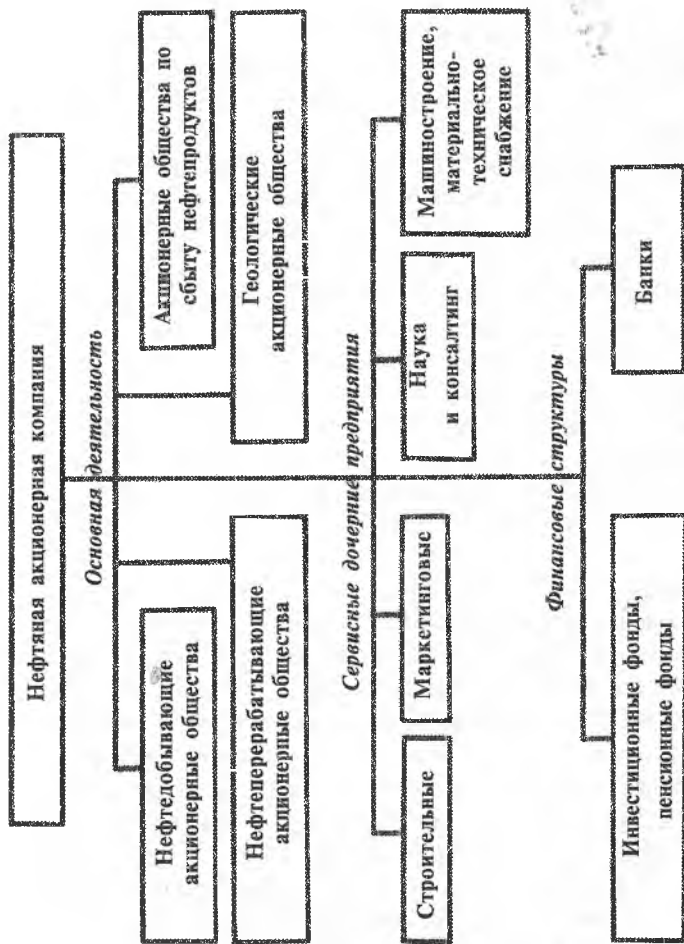 Нефтяная акционерная компания
Основная деятельность
Нефтедобывающие
акционерные общества
Акционерные общества по
сбыту нефтепродуктов
Нефтеперерабатывающие
акционерные общества
Геологические
акционерные общества
Сервисные дочерние предприятия
Строительные
Маркетинговые
Наука
и консалтинг
Машиностроение,
материально-
техническое
снабжение
Финансовые структуры
Инвестиционные фонды,
пенсионные фонды
Банки